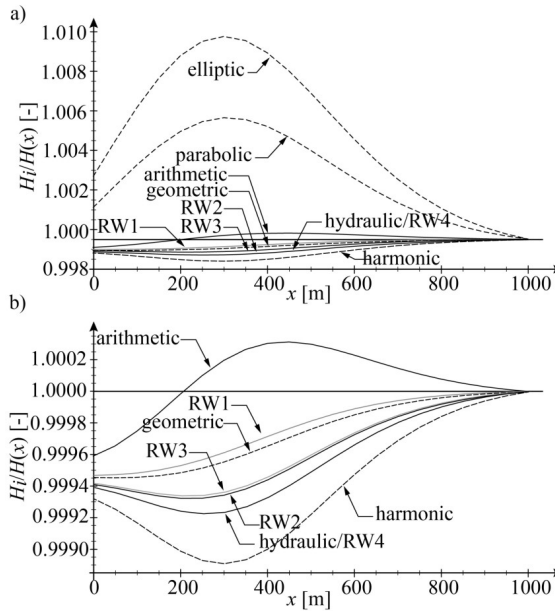 a)
Hi/H(x) [-]
1.010
1.008
1.006
1.004
1.002
1.000
0.998
elliptic
parabolic
arithmetic
geometric
RW2
RW1
RW3
hydraulic/RW4
harmonic
0 200 400 600 800 1000
x [m]
b)
Hi/H(x) [-]
1.0002
1.0000
0.9998
0.9996
0.9994
0.9992
0.9990
arithmetic
RW1
geometric
RW3
RW2
hydraulic/RW4
harmonic
0 200 400 600 800 1000
x [m]